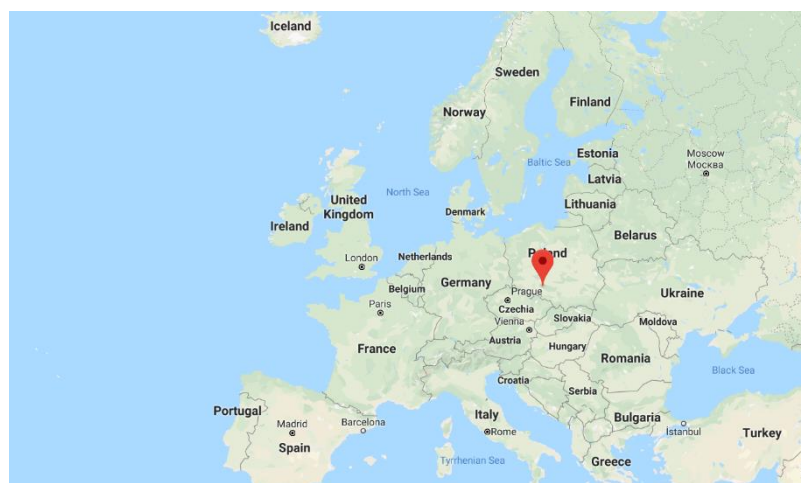 Iceland
Sweden
Norway
Finland
Estonia
Moscow
Москва
Baltic Sea
Latvia
North Sea
United
Kingdom
Denmark
Lithuania
Ireland
Belarus
London
Netherlands
Germany
Belgium
Prague
Ukraine
Paris
Czechia
Slovakia
Vienna
Moldova
Austria
Hungary
France
Romania
Croatia
Black Sea
Serbia
Portugal
Italy
Bulgaria
Madrid
Barcelona
Rome
Istanbul
Turkey
Spain
Tyrrhenian Sea
Greece